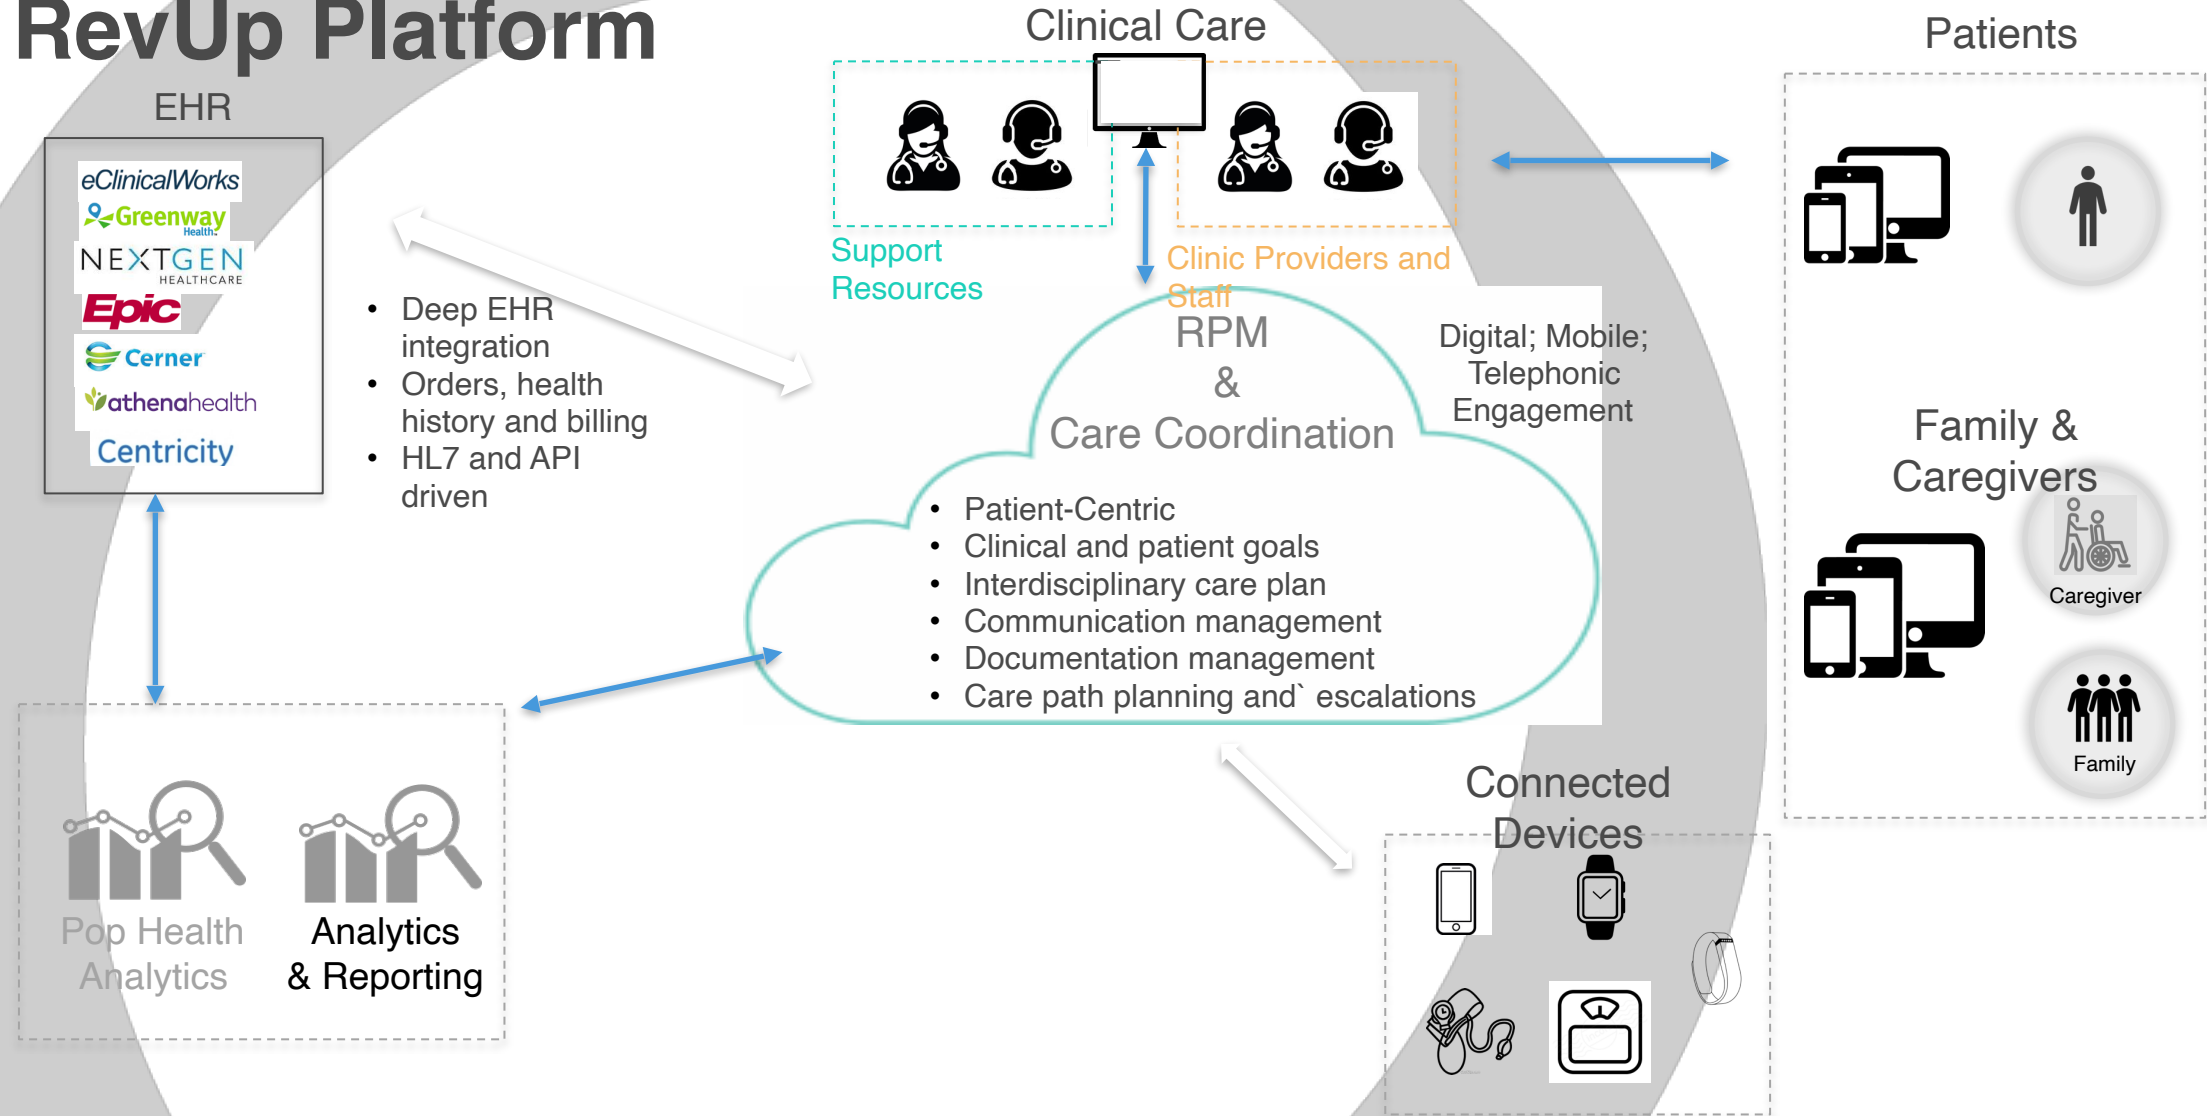 RevUp Platform
EHR
eClinicalWorks
Greenway
Health.
NEXTGEN
HEALTHCARE
Epic
Cerner
athenahealth
Centricity
• Deep EHR
integration
• Orders, health
history and billing
• HL7 and API
driven
Clinical Care
Support
Resources
Clinic Providers and
Staff
RPM
&
Care Coordination
• Patient-Centric
• Clinical and patient goals
• Interdisciplinary care plan
• Communication management
• Documentation management
• Care path planning and` escalations
Digital; Mobile;
Telephonic
Engagement
Patients
Family &
Caregivers
Caregiver
Family
Pop Health
Analytics
Analytics
& Reporting
Connected
Devices